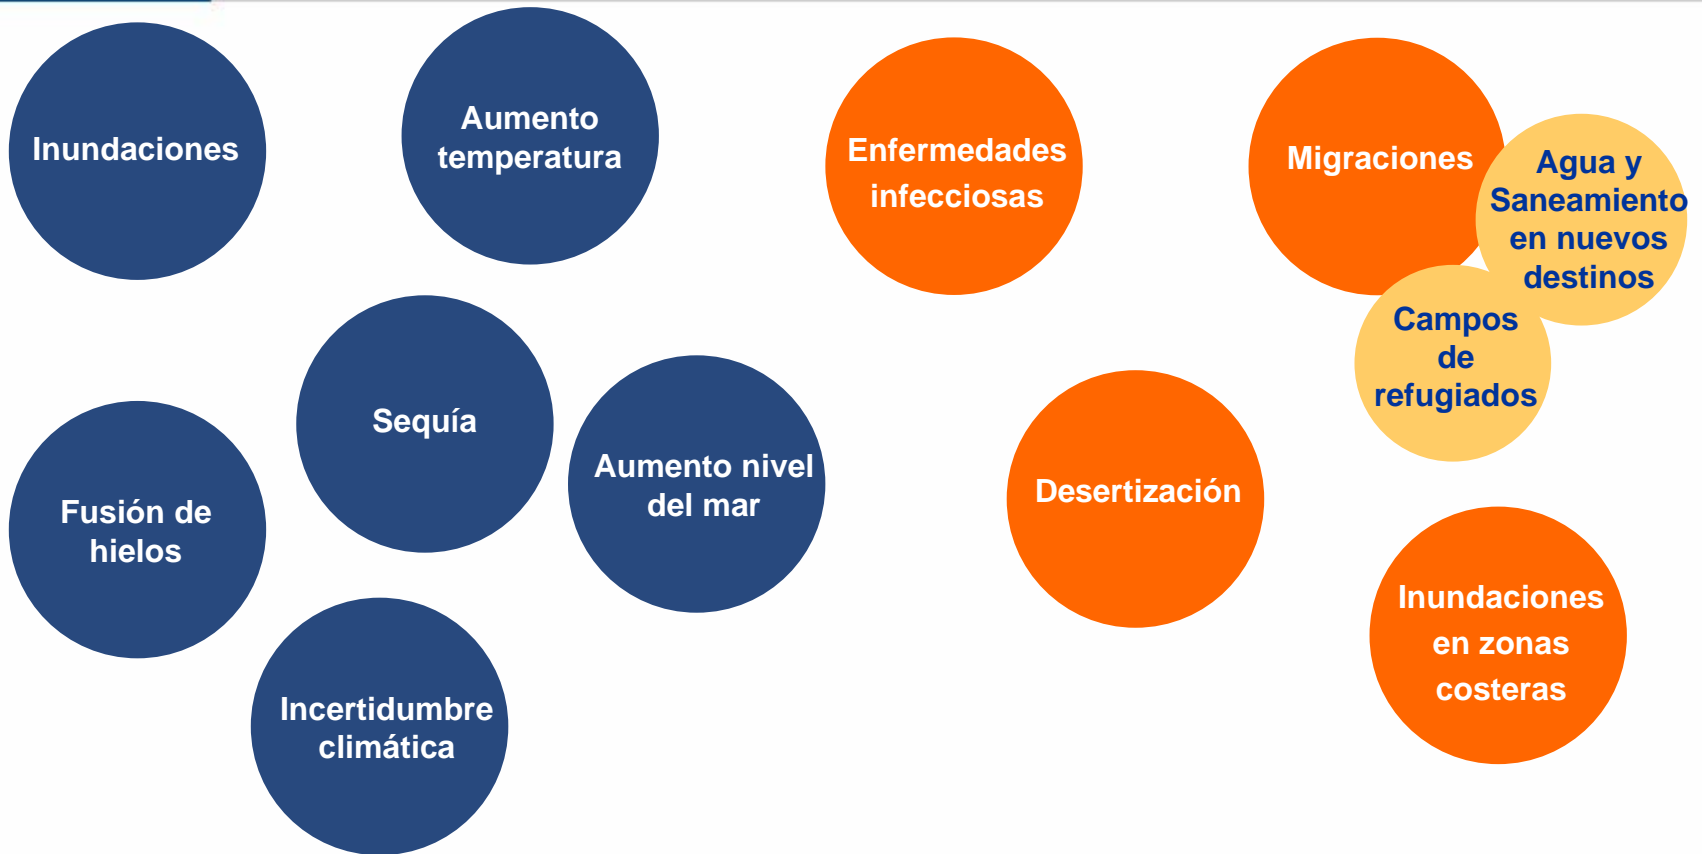 Inundaciones
Aumento
temperatura
Enfermedades
infecciosas
Migraciones
Agua y
Saneamiento
en nuevos
destinos
Campos
de
refugiados
Sequía
Aumento nivel
del mar
Desertización
Fusión de
hielos
Inundaciones
en zonas
costeras
Incertidumbre
climática